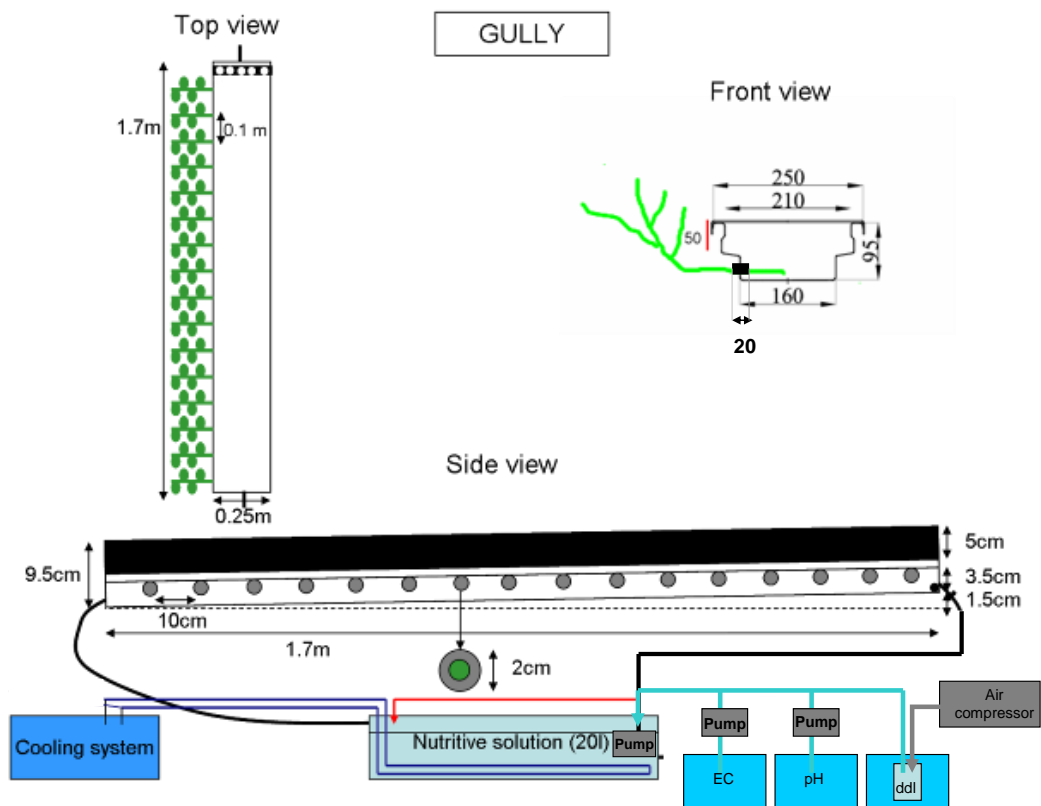 Top view
GULLY
1.7m
0.1 m
0.25m
Front view
250
210
50
95
160
20
Side view
9.5cm
5cm
3.5cm
1.5cm
10cm
1.7m
2cm
Cooling system
Nutritive solution (20l)
Pump
Pump
Pump
Air
compressor
EC
pH
ddl